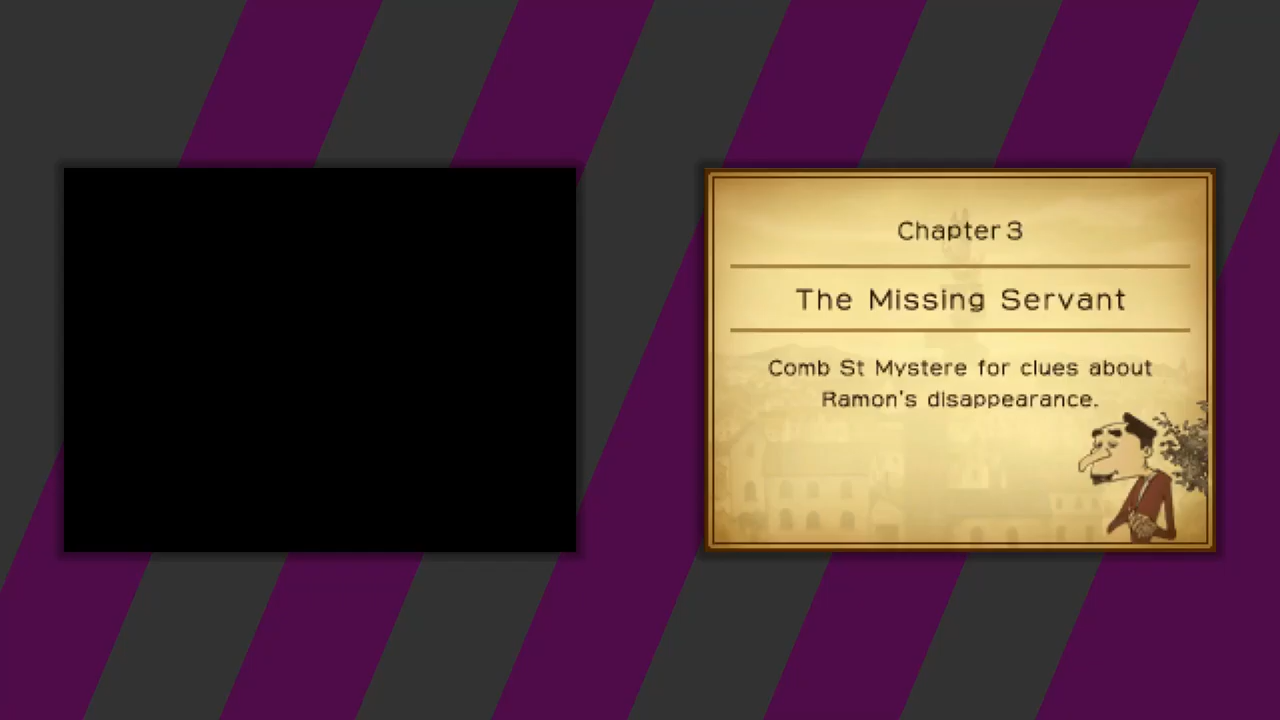 Chapter 3
The Missing Servant
Comb St Mystere for clues about
Ramon's disappearance.